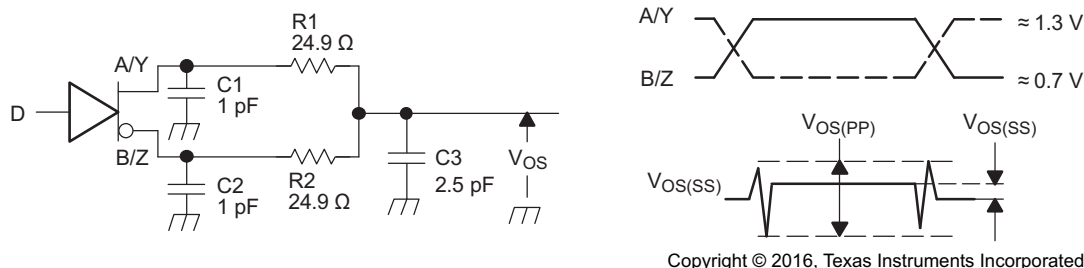 R1
24.9 Ω
A/Y
C1
1 pF
D
B/Z
C2
1 pF
R2
24.9 Ω
C3
2.5 pF
VOS
A/Y
≈ 1.3 V
B/Z
≈ 0.7 V
VOS(PP)
VOS(SS)
VOS(SS)
Copyright © 2016, Texas Instruments Incorporated